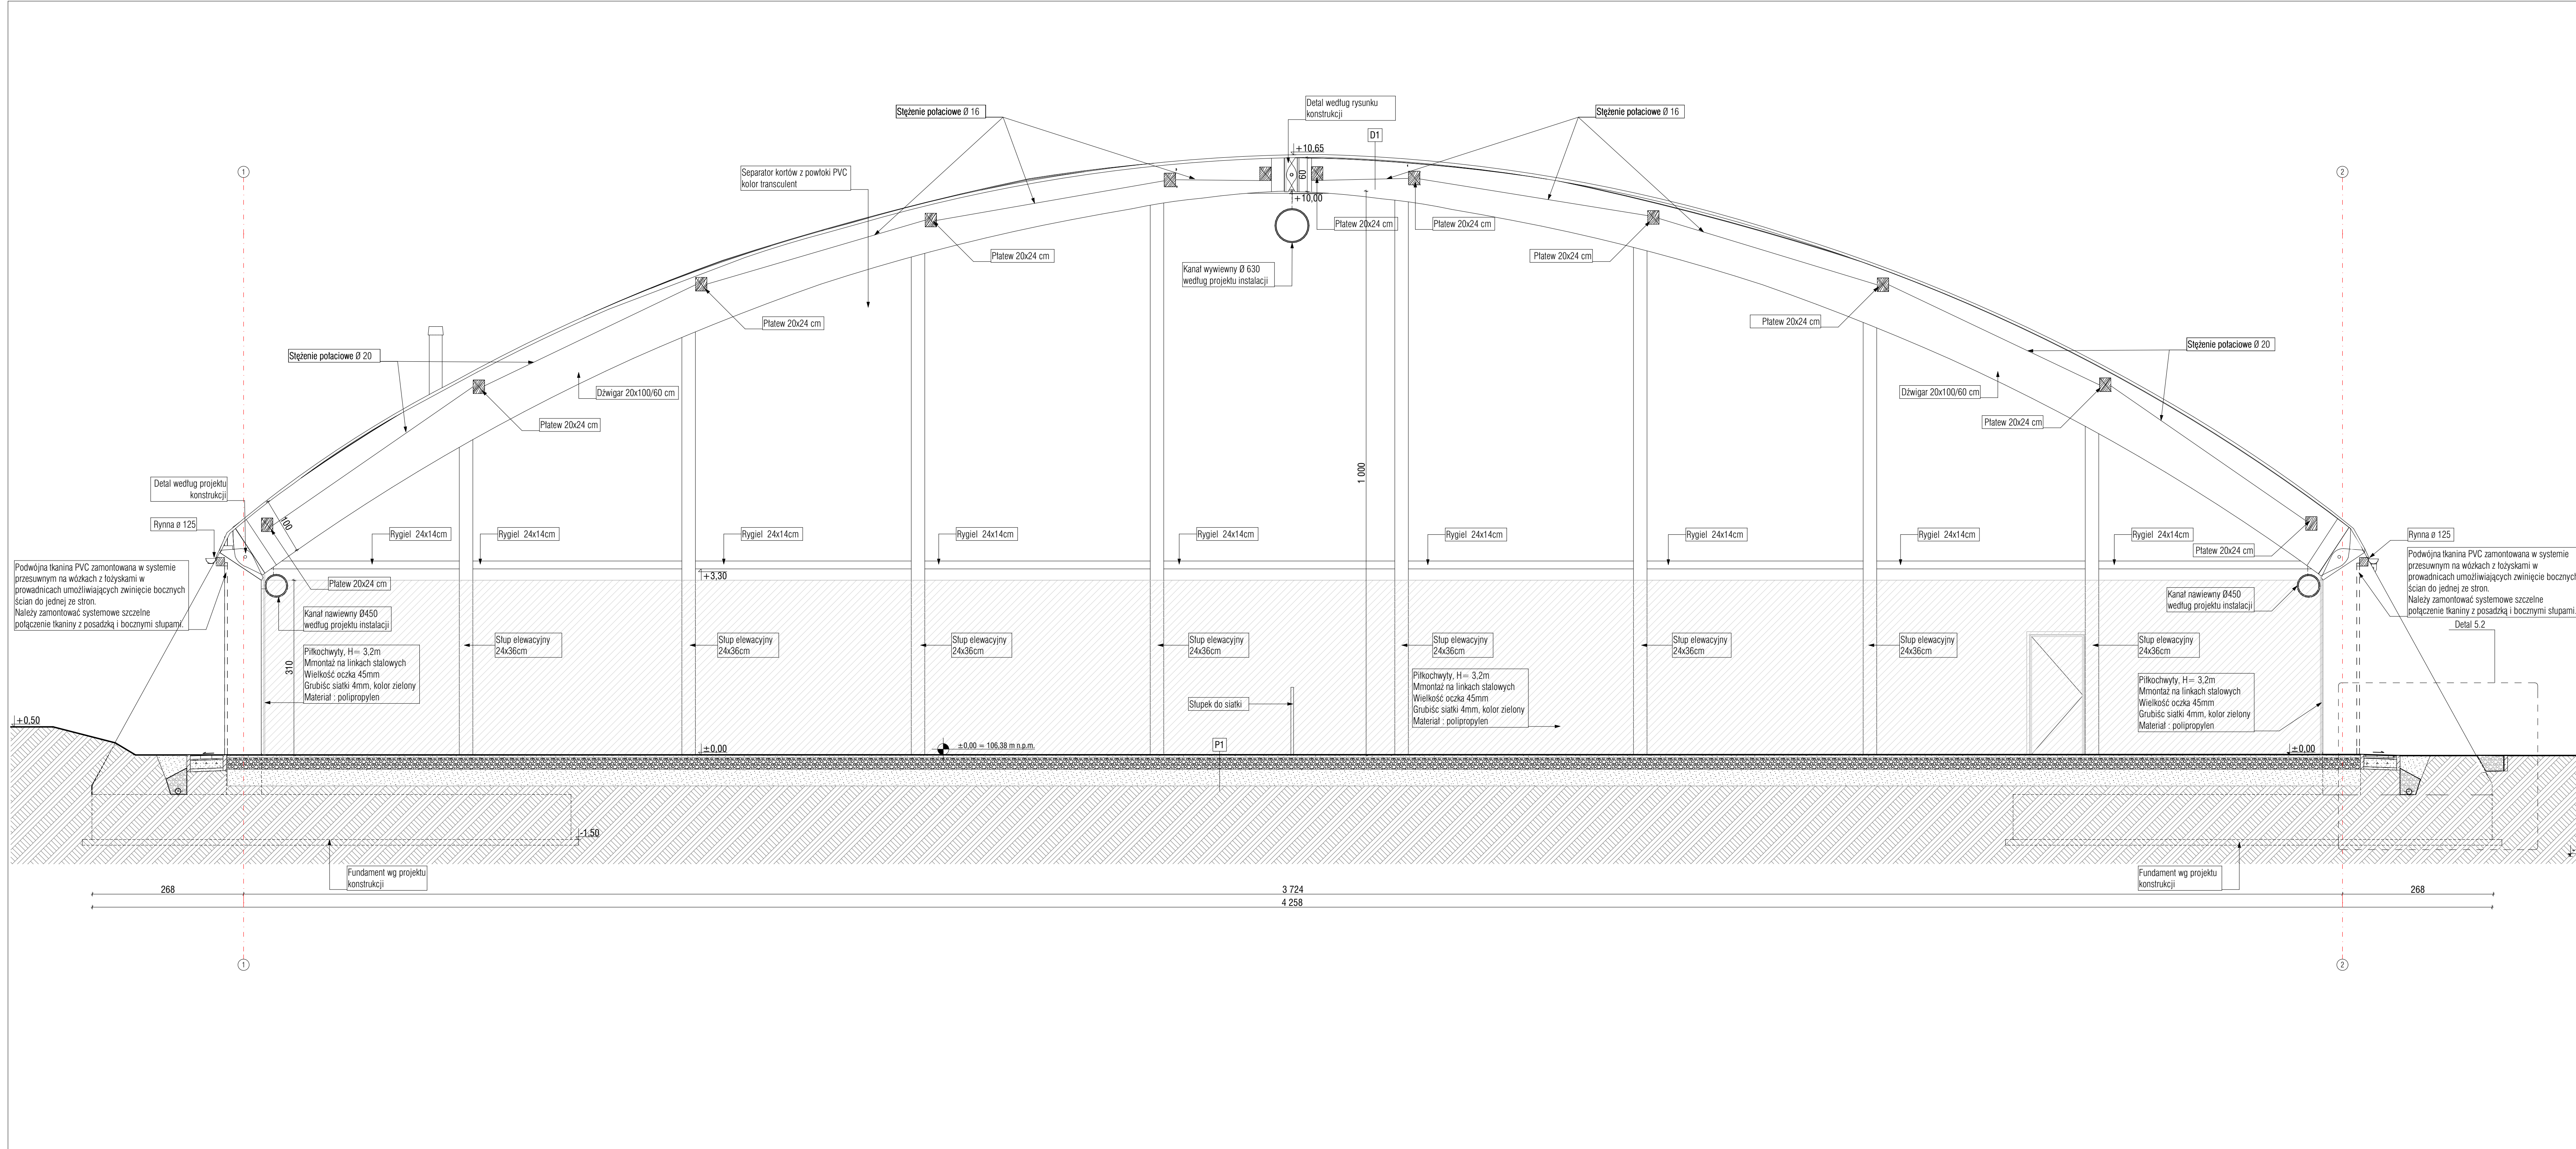 Detal według rysunku
konstrukcji
Stężenie połaciowe Ø 16
Stężenie połaciowe Ø 16
D1
+10,65
60
+10,00
1
2
Separator kortów z powłoki PVC
kolor transculent
Płatew 20x24 cm
Płatew 20x24 cm
Płatew 20x24 cm
Płatew 20x24 cm
Kanał wywiewny Ø 630
według projektu instalacji
Płatew 20x24 cm
Płatew 20x24 cm
Stężenie połaciowe Ø 20
Stężenie połaciowe Ø 20
Dźwigar 20x100/60 cm
Dźwigar 20x100/60 cm
Płatew 20x24 cm
Płatew 20x24 cm
1 000
Detal według projektu
konstrukcji
Rynna ø 125
100
Rygiel 24x14cm
Rygiel 24x14cm
Rygiel 24x14cm
Rygiel 24x14cm
Rygiel 24x14cm
Rygiel 24x14cm
Rygiel 24x14cm
Rygiel 24x14cm
Rygiel 24x14cm
Rynna ø 125
Płatew 20x24 cm
Podwójna tkanina PVC zamontowana w systemie
przesuwnym na wózkach z łożyskami w
prowadnicach umożliwiających zwinięcie bocznych
ścian do jednej ze stron.
Należy zamontować systemowe szczelne
połączenie tkaniny z posadzką i bocznymi słupami.
Płatew 20x24 cm
+3,30
Kanał nawiewny Ø450
według projektu instalacji
Kanał nawiewny Ø450
według projektu instalacji
Podwójna tkanina PVC zamontowana w systemie
przesuwnym na wózkach z łożyskami w
prowadnicach umożliwiających zwinięcie bocznych
ścian do jednej ze stron.
Należy zamontować systemowe szczelne
połączenie tkaniny z posadzką i bocznymi słupami.
Detal 5.2
Słup elewacyjny
24x36cm
Słup elewacyjny
24x36cm
Słup elewacyjny
24x36cm
Słup elewacyjny
24x36cm
Słup elewacyjny
24x36cm
Słup elewacyjny
24x36cm
Słup elewacyjny
24x36cm
Słup elewacyjny
24x36cm
310
Piłkochwyty, H= 3,2m
Mmontaż na linkach stalowych
Wielkość oczka 45mm
Grubiśc siatki 4mm, kolor zielony
Materiał : polipropylen
Słupek do siatki
Piłkochwyty, H= 3,2m
Mmontaż na linkach stalowych
Wielkość oczka 45mm
Grubiśc siatki 4mm, kolor zielony
Materiał : polipropylen
Piłkochwyty, H= 3,2m
Mmontaż na linkach stalowych
Wielkość oczka 45mm
Grubiśc siatki 4mm, kolor zielony
Materiał : polipropylen
+0,50
±0,00
±0,00 = 106,38 m n.p.m.
P1
±0,00
-1,50
Fundament wg projektu
konstrukcji
Fundament wg projektu
konstrukcji
268
3 724
268
4 258
1
2